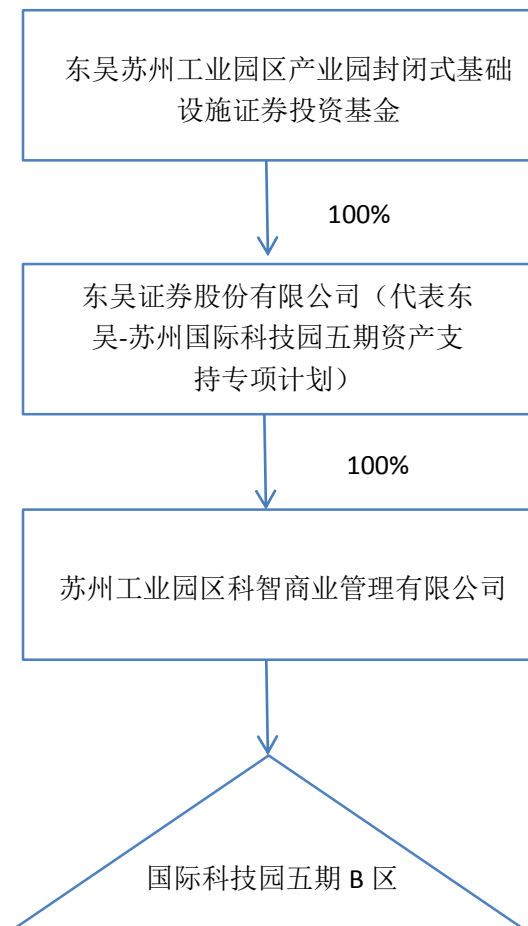 东吴苏州工业园区产业园封闭式基础
设施证券投资基金
100%
东吴证券股份有限公司（代表东
吴-苏州国际科技园五期资产支
持专项计划）
100%
苏州工业园区科智商业管理有限公司
国际科技园五期 B 区